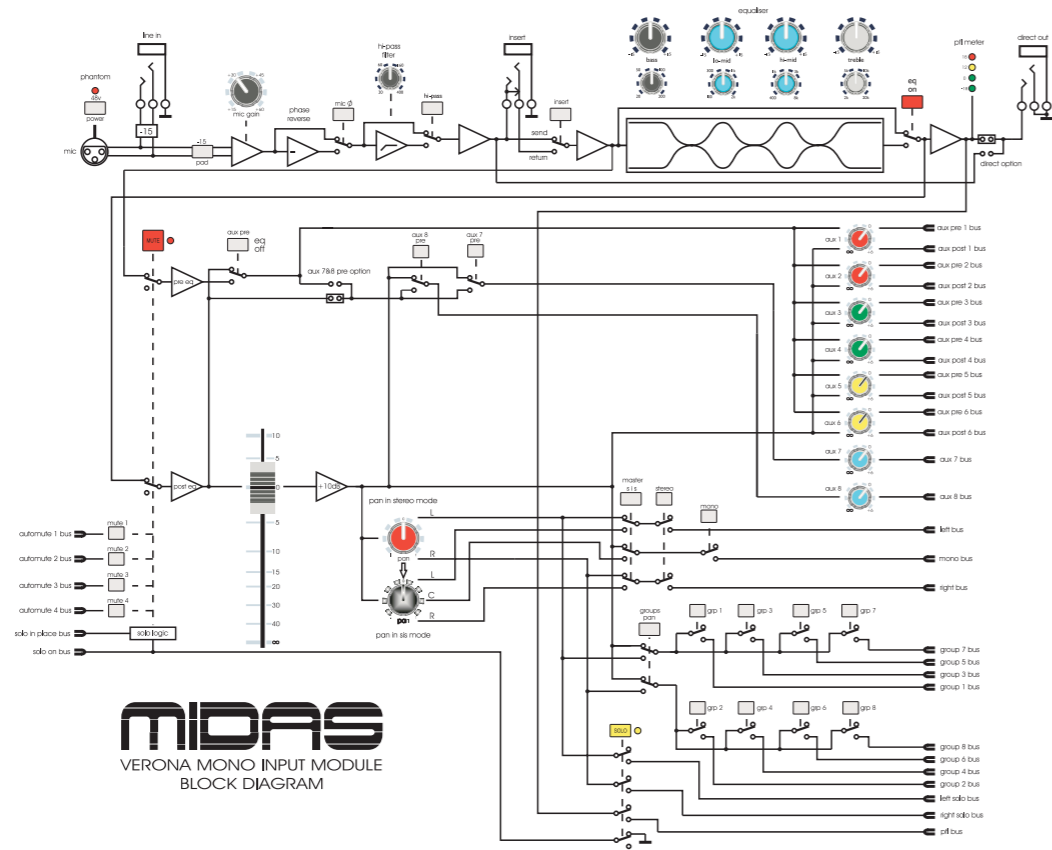 line in
insert
equaliser
direct out
hi-pass
filter
pfl meter
phantom
48v
power
mic gain
phase
reverse
mic Ø
hi-pass
insert
bass
lo-mid
hi-mid
treble
eq
on
-15
-15
pad
mic
send
return
direct option
MUTE
aux pre
eq
off
pre eq
aux 7&8 pre option
aux 8
pre
aux 7
pre
aux 1
aux pre 1 bus
aux post 1 bus
aux 2
aux pre 2 bus
aux post 2 bus
aux 3
aux pre 3 bus
aux post 3 bus
aux 4
aux pre 4 bus
aux post 4 bus
aux 5
aux pre 5 bus
aux post 5 bus
aux 6
aux pre 6 bus
aux post 6 bus
aux 7
aux 7 bus
aux 8
aux 8 bus
post eq
10
5
0
5
10
15
20
30
40
∞
+10dB
pan in stereo mode
L
R
pan
L
C
R
pan
pan in sis mode
master
s i s
stereo
mono
left bus
mono bus
right bus
automute 1 bus
mute 1
automute 2 bus
mute 2
automute 3 bus
mute 3
automute 4 bus
mute 4
solo in place bus
solo logic
solo on bus
groups
pan
grp 1
grp 3
grp 5
grp 7
group 7 bus
group 5 bus
group 3 bus
group 1 bus
grp 2
grp 4
grp 6
grp 8
group 8 bus
group 6 bus
group 4 bus
group 2 bus
SOLO
left solo bus
right solo bus
pfl bus
MIDAS
VERONA MONO INPUT MODULE
BLOCK DIAGRAM